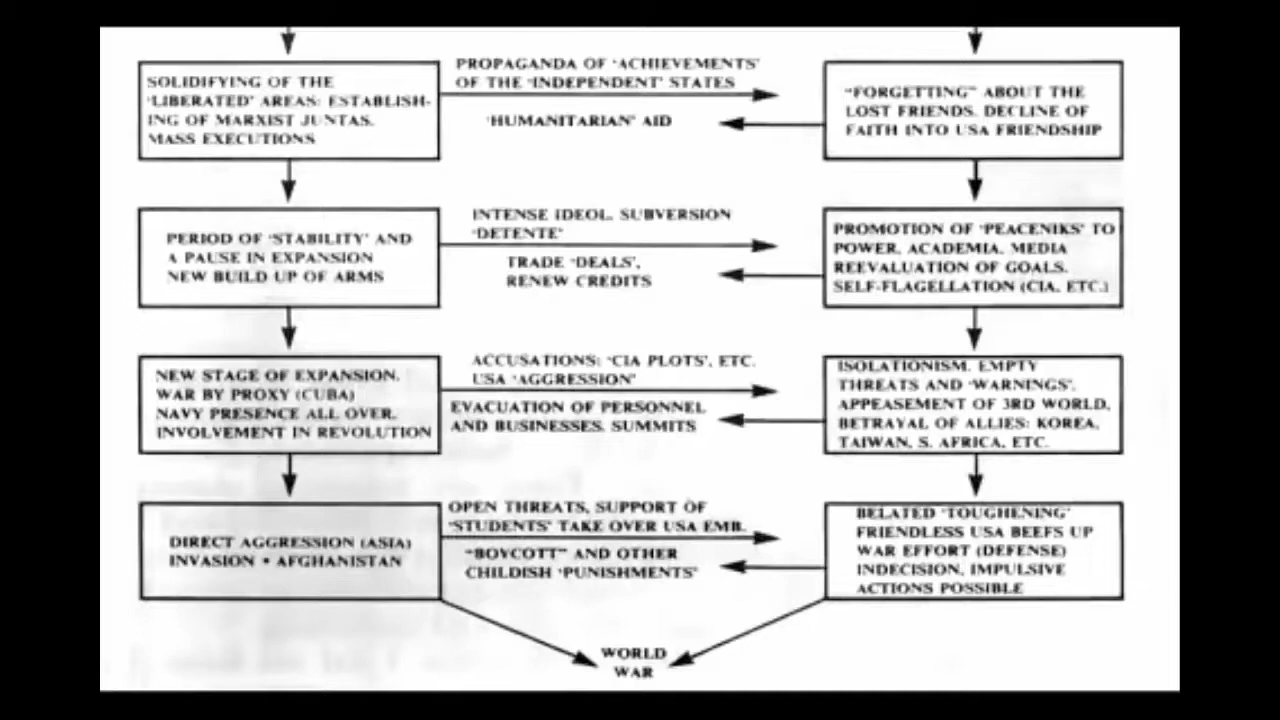 SOLIDIFYING OF THE
'LIBERATED' AREAS: ESTABLISH-
ING OF MARXIST JUNTAS.
MASS EXECUTIONS
PROPAGANDA OF 'ACHIEVEMENTS'
OF THE 'INDEPENDENT' STATES
'HUMANITARIAN' AID
"FORGETTING" ABOUT THE
LOST FRIENDS. DECLINE OF
FAITH INTO USA FRIENDSHIP
PERIOD OF 'STABILITY' AND
A PAUSE IN EXPANSION
NEW BUILD UP OF ARMS
INTENSE IDEOL. SUBVERSION
'DETENTE'
TRADE 'DEALS',
RENEW CREDITS
PROMOTION OF 'PEACENIKS' TO
POWER, ACADEMIA, MEDIA
REEVALUATION OF GOALS.
SELF-FLAGELLATION (CIA, ETC.)
NEW STAGE OF EXPANSION.
WAR BY PROXY (CUBA)
NAVY PRESENCE ALL OVER.
INVOLVEMENT IN REVOLUTION
ACCUSATIONS: 'CIA PLOTS', ETC.
USA 'AGGRESSION'
EVACUATION OF PERSONNEL
AND BUSINESSES. SUMMITS
ISOLATIONISM. EMPTY
THREATS AND 'WARNINGS'.
APPEASEMENT OF 3RD WORLD,
BETRAYAL OF ALLIES: KOREA,
TAIWAN, S. AFRICA, ETC.
DIRECT AGGRESSION (ASIA)
INVASION • AFGHANISTAN
OPEN THREATS, SUPPORT OF
'STUDENTS' TAKE OVER USA EMB.
"BOYCOTT" AND OTHER
CHILDISH 'PUNISHMENTS'
BELATED 'TOUGHENING'
FRIENDLESS USA BEEFS UP
WAR EFFORT (DEFENSE)
INDECISION, IMPULSIVE
ACTIONS POSSIBLE
WORLD
WAR